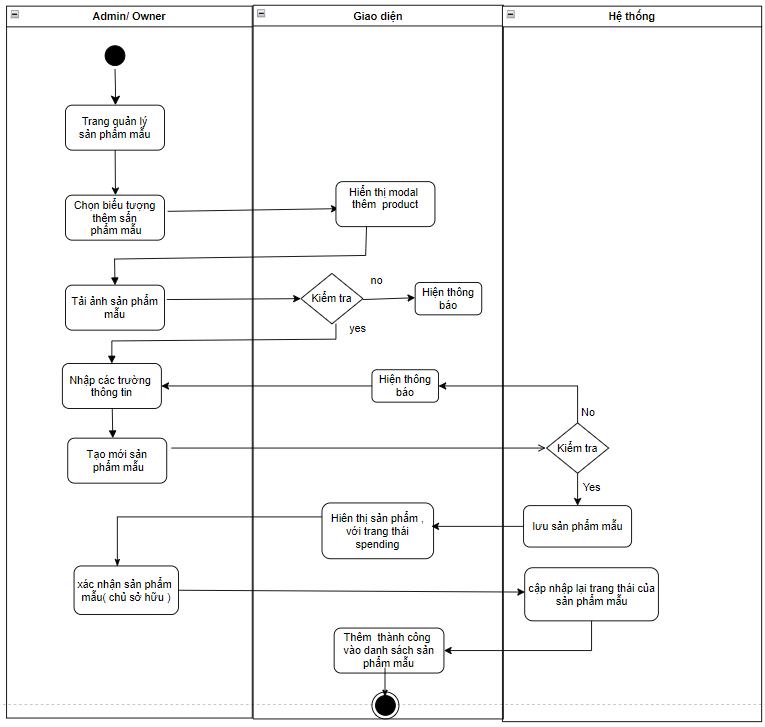 Admin/ Owner
Giao diện
Hệ thống
Trang quản lý
sản phẩm mẫu
Chọn biểu tượng
thêm sẩn
phẩm mẫu
Hiển thị modal
thêm product
Tải ảnh sản phẩm
mẫu
Kiểm tra
no
Hiện thông
báo
yes
Nhập các trường
thông tin
Hiện thông
báo
No
Tạo mới sản
phẩm mẫu
Kiểm tra
Yes
Hiên thị sản phẩm ,
với trang thái
spending
lưu sản phẩm mẫu
xác nhận sản phẩm
mẫu( chủ sở hữu )
cập nhập lại trang thái của
sản phẩm mẫu
Thêm thành công
vào danh sách sản
phẩm mẫu